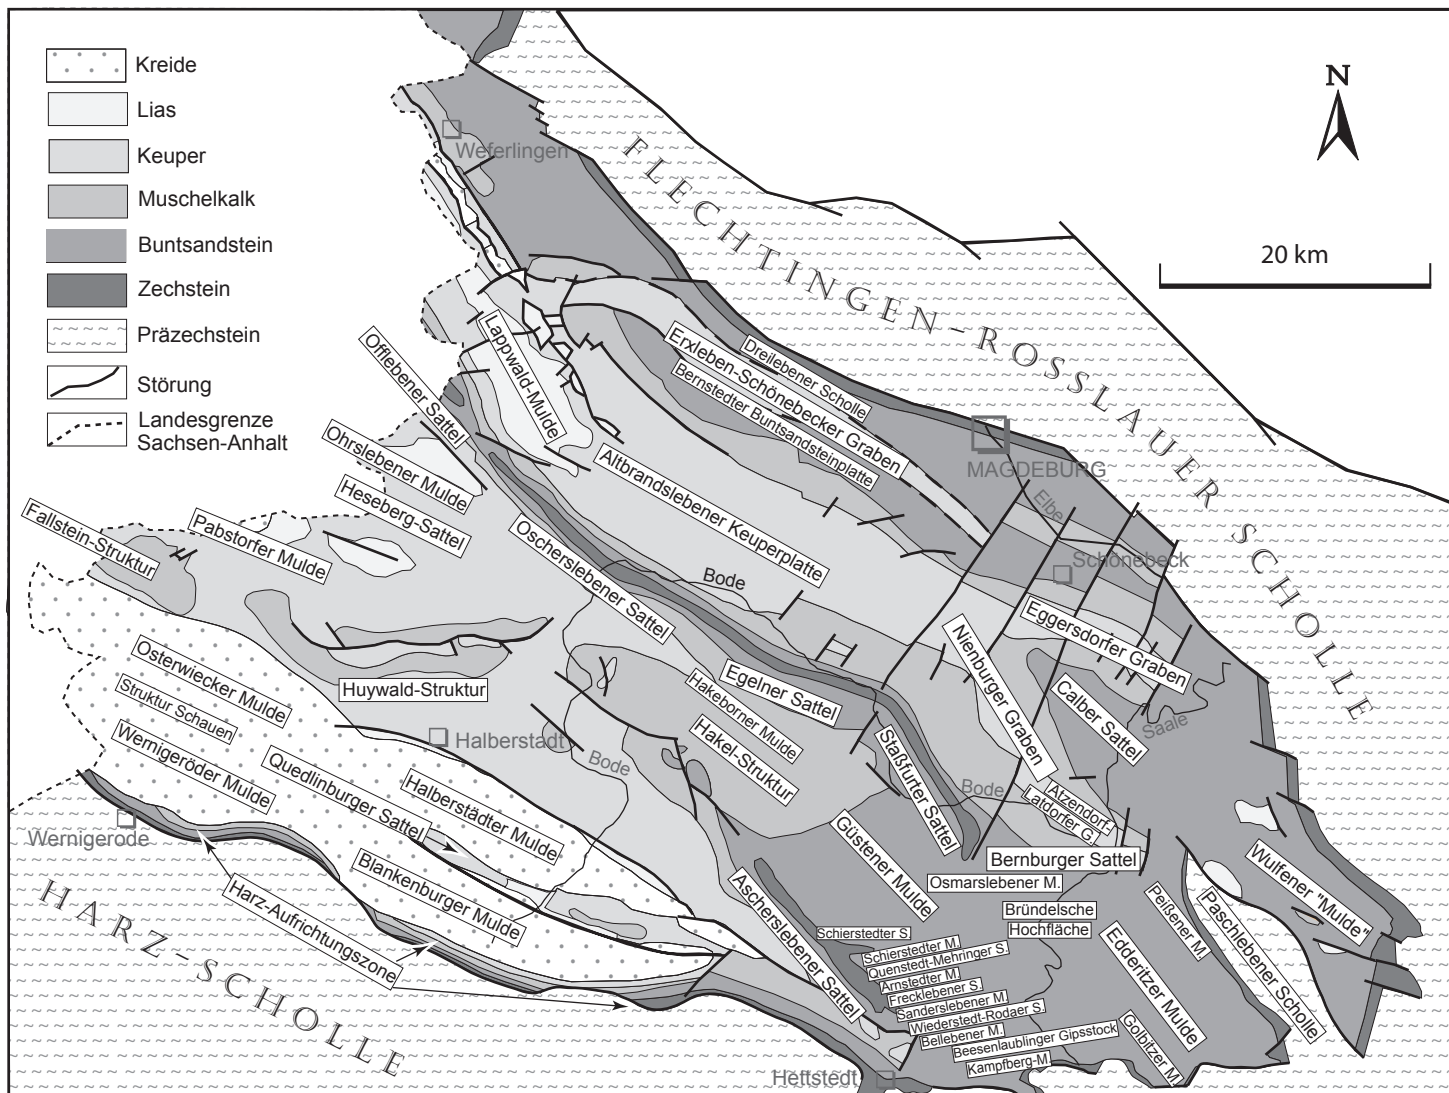 Kreide
Lias
Keuper
Muschelkalk
Buntsandstein
Zechstein
Präzechstein
Störung
Landesgrenze
Sachsen-Anhalt
N
20 km
FLECHTINGEN-ROSSLAUER SCHOLLE
Weferlingen
Lappwald-Mulde
Offlebener Sattel
Dreilebener Scholle
Erxleben-Schönebecker Graben
Bernstedter Buntsandsteinplatte
MAGDEBURG
Elbe
Ohrslebener Mulde
Heseberg-Sattel
Altbrandslebener Keuperplatte
Fallstein-Struktur
Pabstorfer Mulde
Oscherslebener Sattel
Bode
Schönebeck
Eggersdorfer Graben
Nienburger Graben
Calber Sattel
Saale
Osterwiecker Mulde
Struktur Schauen
Wernigeröder Mulde
Huywald-Struktur
Egelner Sattel
Hakeborner Mulde
Hakel-Struktur
Halberstadt
Bode
Staßfurter Sattel
Bode
Atzendorf-
Latdorfer G.
Quedlinburger Sattel
Halberstädter Mulde
Wernigerode
Blankenburger Mulde
Harz-Aufrichtungszone
HARZ-SCHOLLE
Güstener Mulde
Bernburger Sattel
Osmarslebener M.
Bründelsche
Hochfläche
Wulfener "Mulde"
Peißener M.
Paschlebener Scholle
Edderitzer Mulde
Golbitzer M.
Ascherslebener Sattel
Schierstedter S.
Schierstedter M.
Quenstedt-Mehringer S.
Arnstedter M.
Frecklebener S.
Sanderslebener M.
Wiederstedt-Rodaer S.
Bellebener M.
Beesenlaublinger Gipsstock
Kampfberg-M
Hettstedt